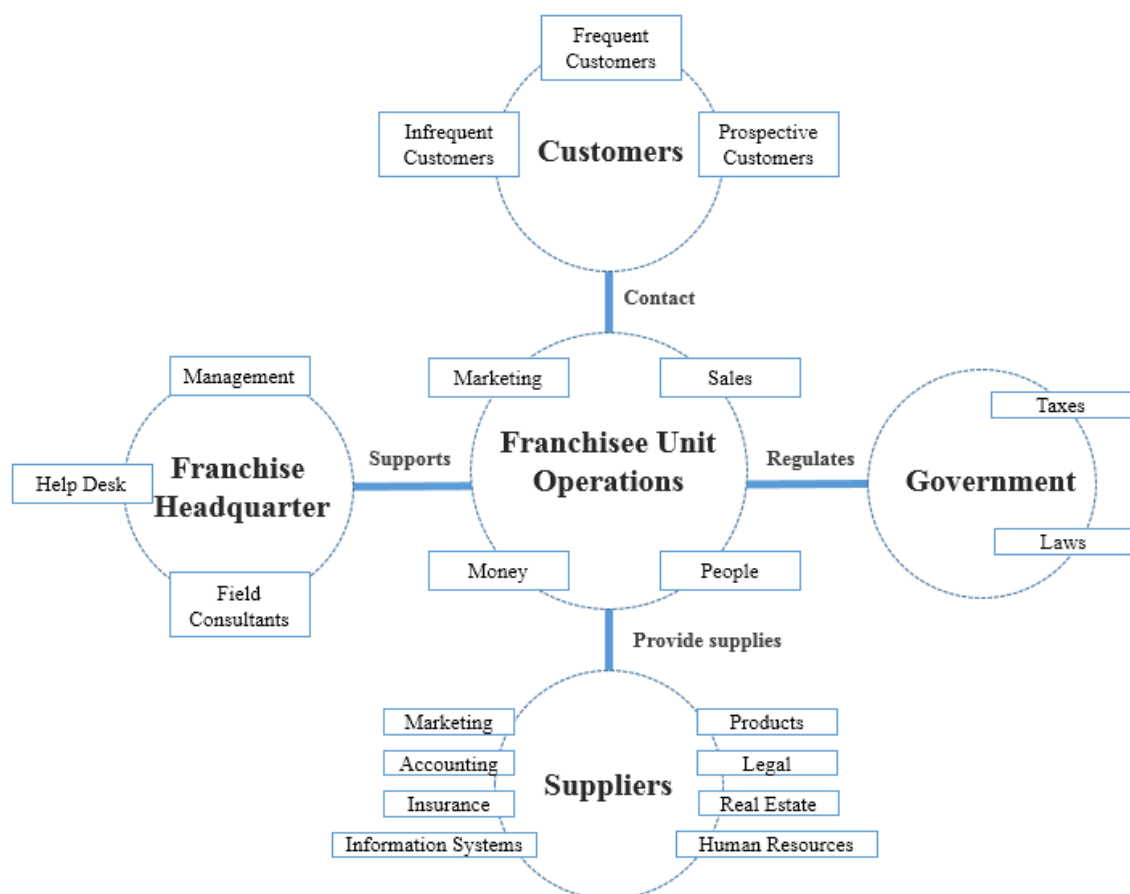 Frequent
Customers
Infrequent
Customers
Customers
Prospective
Customers
Contact
Management
Help Desk
Franchise
Headquarter
Field
Consultants
Supports
Marketing
Sales
Franchisee Unit
Operations
Money
People
Regulates
Taxes
Government
Laws
Provide supplies
Marketing
Accounting
Insurance
Information Systems
Suppliers
Products
Legal
Real Estate
Human Resources